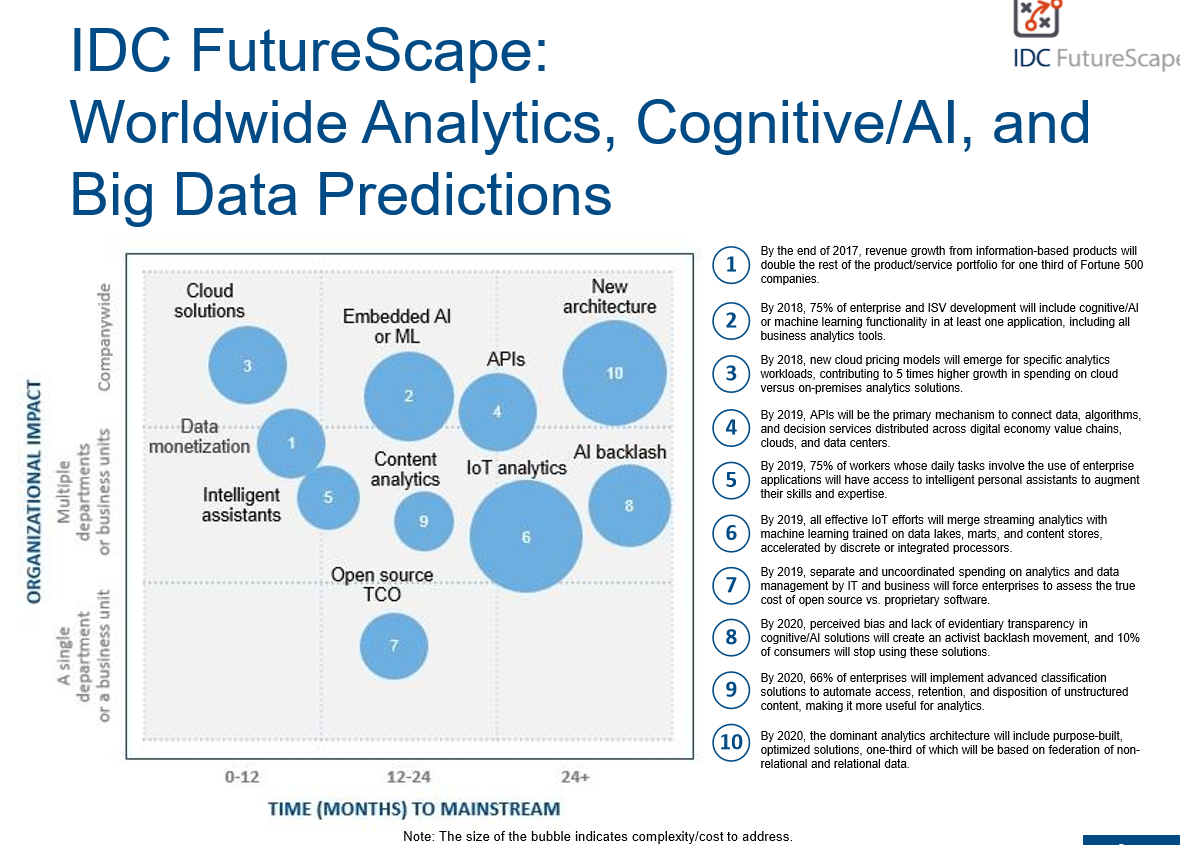 IDC FutureScape:
Worldwide Analytics, Cognitive/AI, and
Big Data Predictions
IDC FutureScape
ORGANIZATIONAL IMPACT
Companywide
Multiple
departments
or business units
A single
department
or a business unit
Cloud
solutions
3
Embedded AI
or ML
2
APIs
4
New
architecture
10
Data
monetization
1
Intelligent
assistants
5
Content
analytics
9
IoT analytics
6
AI backlash
8
Open source
TCO
7
0-12
12-24
24+
TIME (MONTHS) TO MAINSTREAM
Note: The size of the bubble indicates complexity/cost to address.
1
By the end of 2017, revenue growth from information-based products will
double the rest of the product/service portfolio for one third of Fortune 500
companies.
2
By 2018, 75% of enterprise and ISV development will include cognitive/AI
or machine learning functionality in at least one application, including all
business analytics tools.
3
By 2018, new cloud pricing models will emerge for specific analytics
workloads, contributing to 5 times higher growth in spending on cloud
versus on-premises analytics solutions.
4
By 2019, APIs will be the primary mechanism to connect data, algorithms,
and decision services distributed across digital economy value chains,
clouds, and data centers.
5
By 2019, 75% of workers whose daily tasks involve the use of enterprise
applications will have access to intelligent personal assistants to augment
their skills and expertise.
6
By 2019, all effective IoT efforts will merge streaming analytics with
machine learning trained on data lakes, marts, and content stores,
accelerated by discrete or integrated processors.
7
By 2019, separate and uncoordinated spending on analytics and data
management by IT and business will force enterprises to assess the true
cost of open source vs. proprietary software.
8
By 2020, perceived bias and lack of evidentiary transparency in
cognitive/AI solutions will create an activist backlash movement, and 10%
of consumers will stop using these solutions.
9
By 2020, 66% of enterprises will implement advanced classification
solutions to automate access, retention, and disposition of unstructured
content, making it more useful for analytics.
10
By 2020, the dominant analytics architecture will include purpose-built,
optimized solutions, one-third of which will be based on federation of non-
relational and relational data.